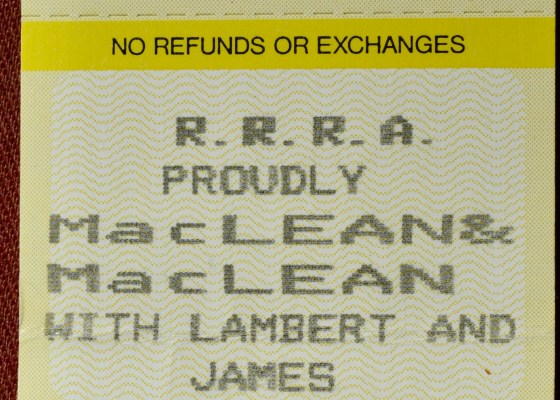 NO REFUNDS OR EXCHANGES
R.R.R.A.
PROUDLY
MacLEAN&
MacLEAN
WITH LAMBERT AND
JAMES